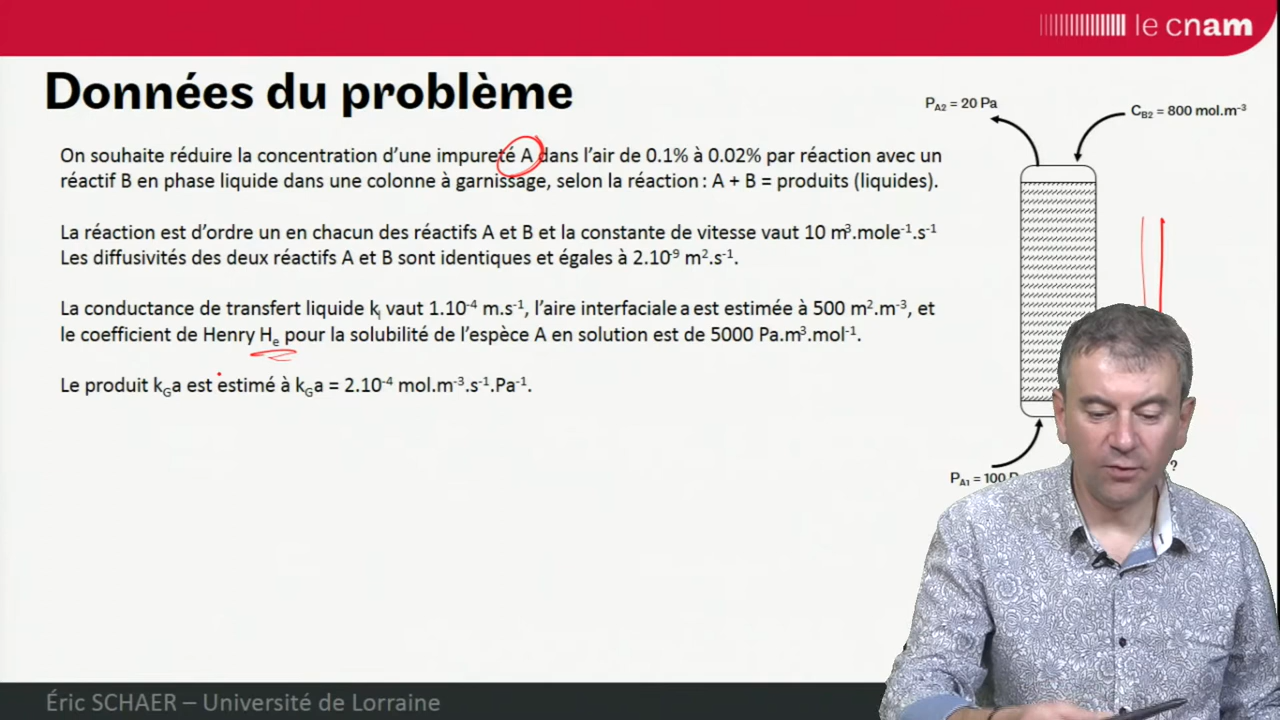 le cnam
Données du problème
P_A2 = 20 Pa
C_B2 = 800 mol.m⁻³
On souhaite réduire la concentration d'une impureté A dans l'air de 0.1% à 0.02% par réaction avec un
réactif B en phase liquide dans une colonne à garnissage, selon la réaction : A + B = produits (liquides).
La réaction est d'ordre un en chacun des réactifs A et B et la constante de vitesse vaut 10 m³.mole⁻¹.s⁻¹
Les diffusivités des deux réactifs A et B sont identiques et égales à 2.10⁻⁹ m².s⁻¹.
La conductance de transfert liquide kₗ vaut 1.10⁻⁴ m.s⁻¹, l'aire interfaciale a est estimée à 500 m².m⁻³, et
le coefficient de Henry Hₑ pour la solubilité de l'espèce A en solution est de 5000 Pa.m³.mol⁻¹.
Le produit k_Ga est estimé à k_Ga = 2.10⁻⁴ mol.m⁻³.s⁻¹.Pa⁻¹.
P_A1 = 100
?
Éric SCHAER – Université de Lorraine